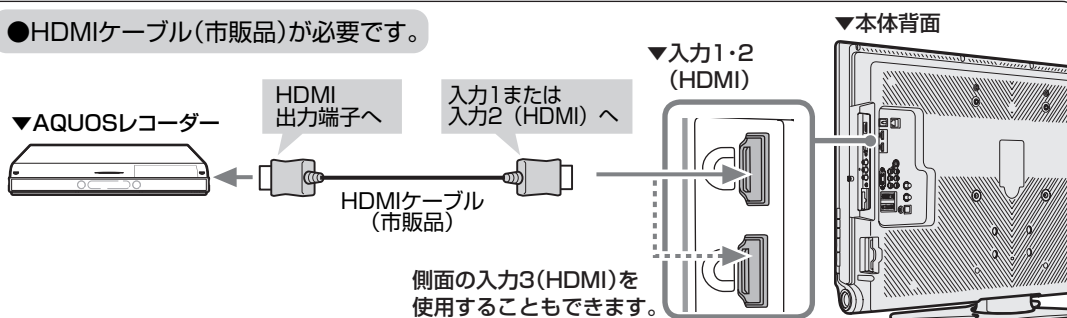 ●HDMIケーブル(市販品)が必要です。
▼本体背面
▼入力1・2
(HDMI)
HDMI
出力端子へ
入力1または
入力2(HDMI)へ
▼AQUOSレコーダー
HDMIケーブル
(市販品)
側面の入力3(HDMI)を
使用することもできます。